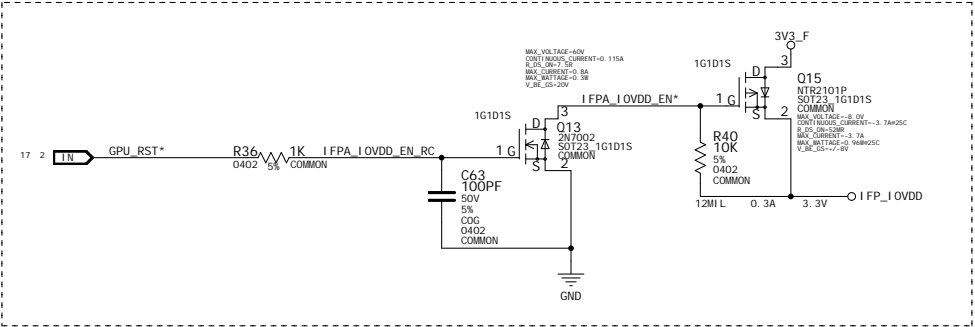 3V3_F
3
D
1G1D1S
Q15
NTR2101P
SOT23_1G1D1S
COMMON
MAX_VOLTAGE=-8.0V
CONTINUOUS_CURRENT=-3.7A@25C
R_DS_ON=52MR
MAX_CURRENT=-3.7A
MAX_WATTAGE=0.96W@25C
V_BE_GS=+/-8V
1 G
S
2
MAX_VOLTAGE=60V
CONTINUOUS_CURRENT=0.115A
R_DS_ON=7.5R
MAX_CURRENT=0.8A
MAX_WATTAGE=0.3W
V_BE_GS=20V
IFPA_IOVDD_EN*
1G1D1S
3
D
Q13
2N7002
SOT23_1G1D1S
COMMON
1 G
S
2
R40
10K
5%
0402
COMMON
17 2
IN
GPU_RST*
R36
1K
0402
5%
COMMON
IFPA_IOVDD_EN_RC
C63
100PF
50V
5%
COG
0402
COMMON
12MIL
0.3A
3.3V
IFP_IOVDD
GND